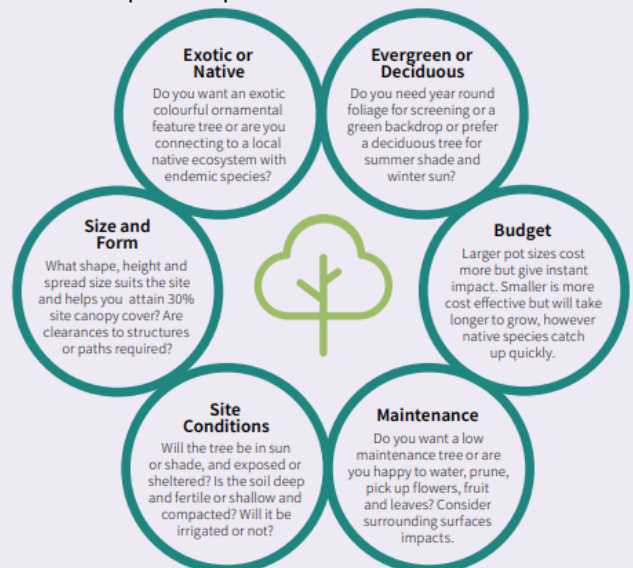 Exotic or
Native
Do you want an exotic
colourful ornamental
feature tree or are you
connecting to a local
native ecosystem with
endemic species?
Evergreen or
Deciduous
Do you need year round
foliage for screening or a
green backdrop or prefer
a deciduous tree for
summer shade and
winter sun?
Size and
Form
What shape, height and
spread size suits the site
and helps you attain 30%
site canopy cover? Are
clearances to structures
or paths required?
Budget
Larger pot sizes cost
more but give instant
impact. Smaller is more
cost effective but will take
longer to grow, however
native species catch
up quickly.
Site
Conditions
Will the tree be in sun
or shade, and exposed or
sheltered? Is the soil deep
and fertile or shallow and
compacted? Will it be
irrigated or not?
Maintenance
Do you want a low
maintenance tree or are
you happy to water, prune,
pick up flowers, fruit
and leaves? Consider
surrounding surfaces
impacts.